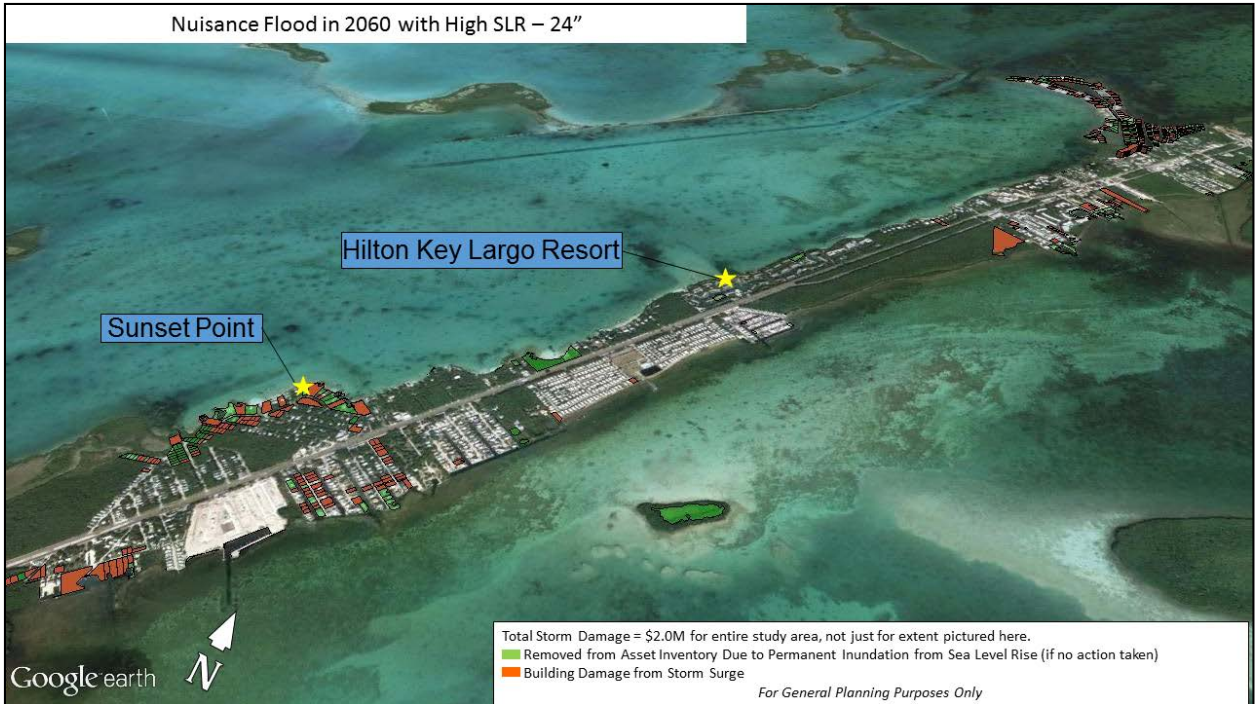 Nuisance Flood in 2060 with High SLR – 24”
Hilton Key Largo Resort
Sunset Point
N
Google earth
Total Storm Damage = $2.0M for entire study area, not just for extent pictured here.
Removed from Asset Inventory Due to Permanent Inundation from Sea Level Rise (if no action taken)
Building Damage from Storm Surge
For General Planning Purposes Only